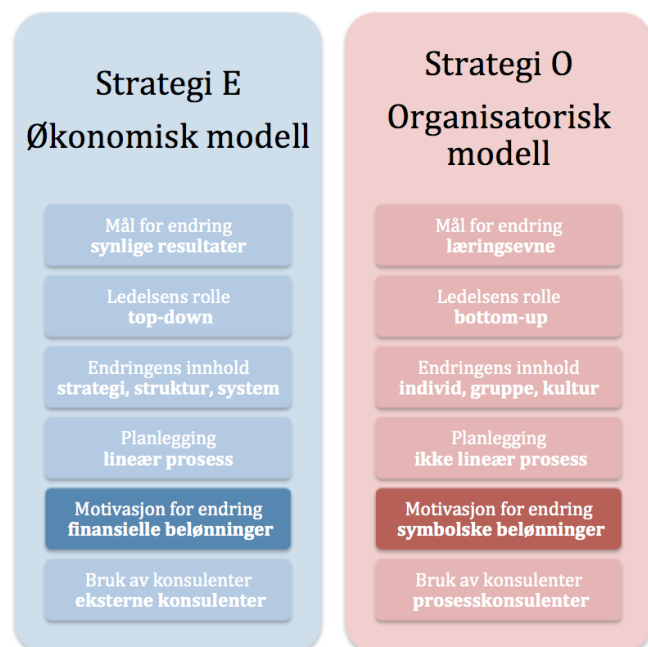 Strategi E
Økonomisk modell
Mål for endring
synlige resultater
Ledelsens rolle
top-down
Endringens innhold
strategi, struktur, system
Planlegging
lineær prosess
Motivasjon for endring
finansielle belønninger
Bruk av konsulenter
eksterne konsulenter
Strategi O
Organisatorisk
modell
Mål for endring
læringsevne
Ledelsens rolle
bottom-up
Endringens innhold
individ, gruppe, kultur
Planlegging
ikke lineær prosess
Motivasjon for endring
symbolske belønninger
Bruk av konsulenter
prosesskonsulenter